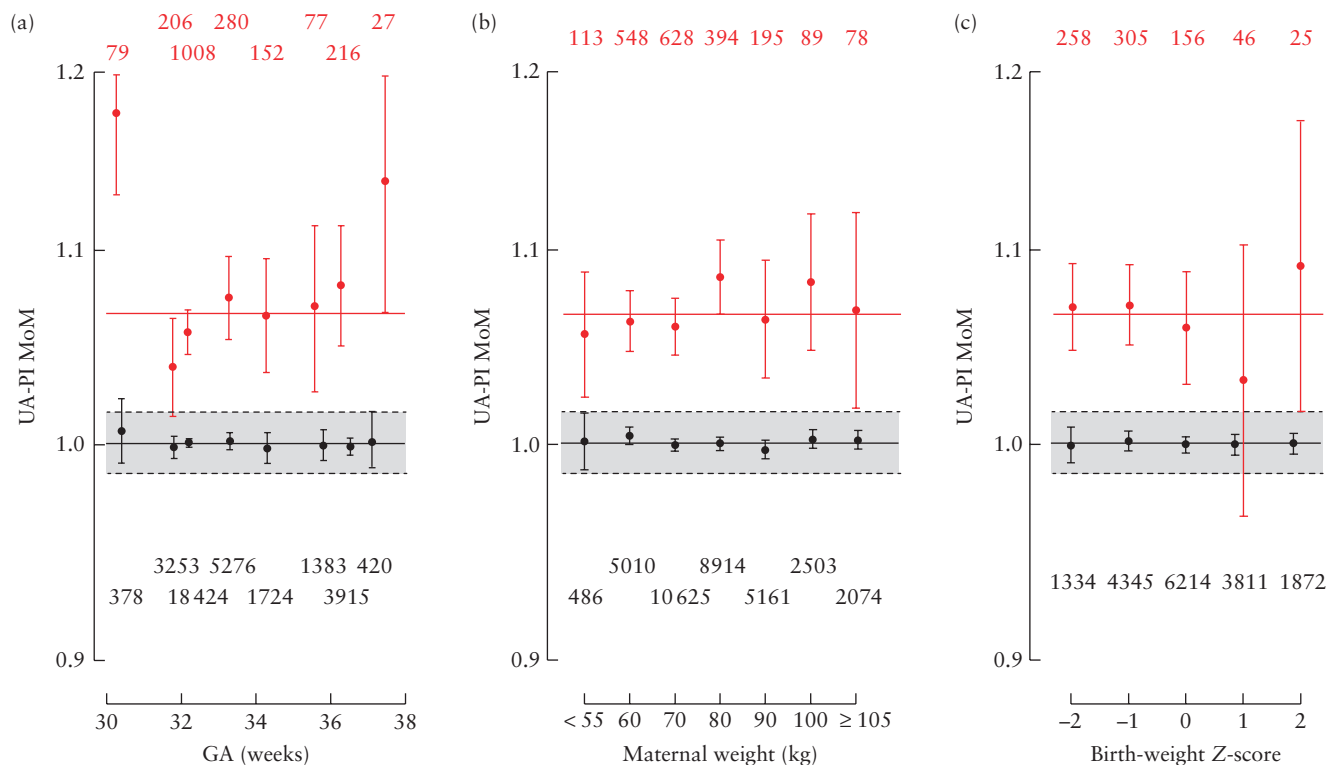 (a)
206 280 77 27
79 1008 152 216
1.2
1.1
1.0
0.9
UA-PI MoM
3253 5276 1383 420
378 18 424 1724 3915
30 32 34 36 38
GA (weeks)
(b)
113 548 628 394 195 89 78
1.2
1.1
1.0
0.9
UA-PI MoM
5010 8914 2503
486 10 625 5161 2074
< 55 60 70 80 90 100 ≥ 105
Maternal weight (kg)
(c)
258 305 156 46 25
1.2
1.1
1.0
0.9
UA-PI MoM
1334 4345 6214 3811 1872
–2 –1 0 1 2
Birth-weight Z-score